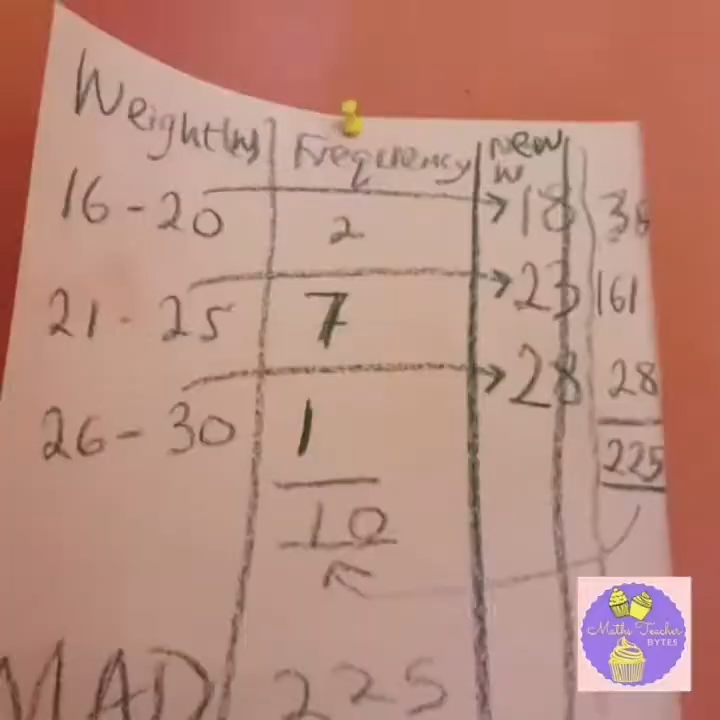 Weight(kg) Frequency New W
16-20 2 18 36
21-25 7 23 161
26-30 1 28 28
10 225
MAD 225
Maths Teacher
BYTES